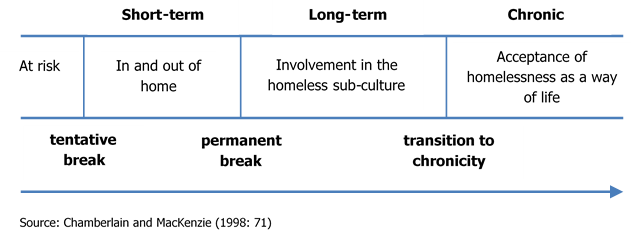 Short-term
Long-term
Chronic
At risk
In and out of
home
Involvement in the
homeless sub-culture
Acceptance of
homelessness as a way
of life
tentative
break
permanent
break
transition to
chronicity
Source: Chamberlain and MacKenzie (1998: 71)